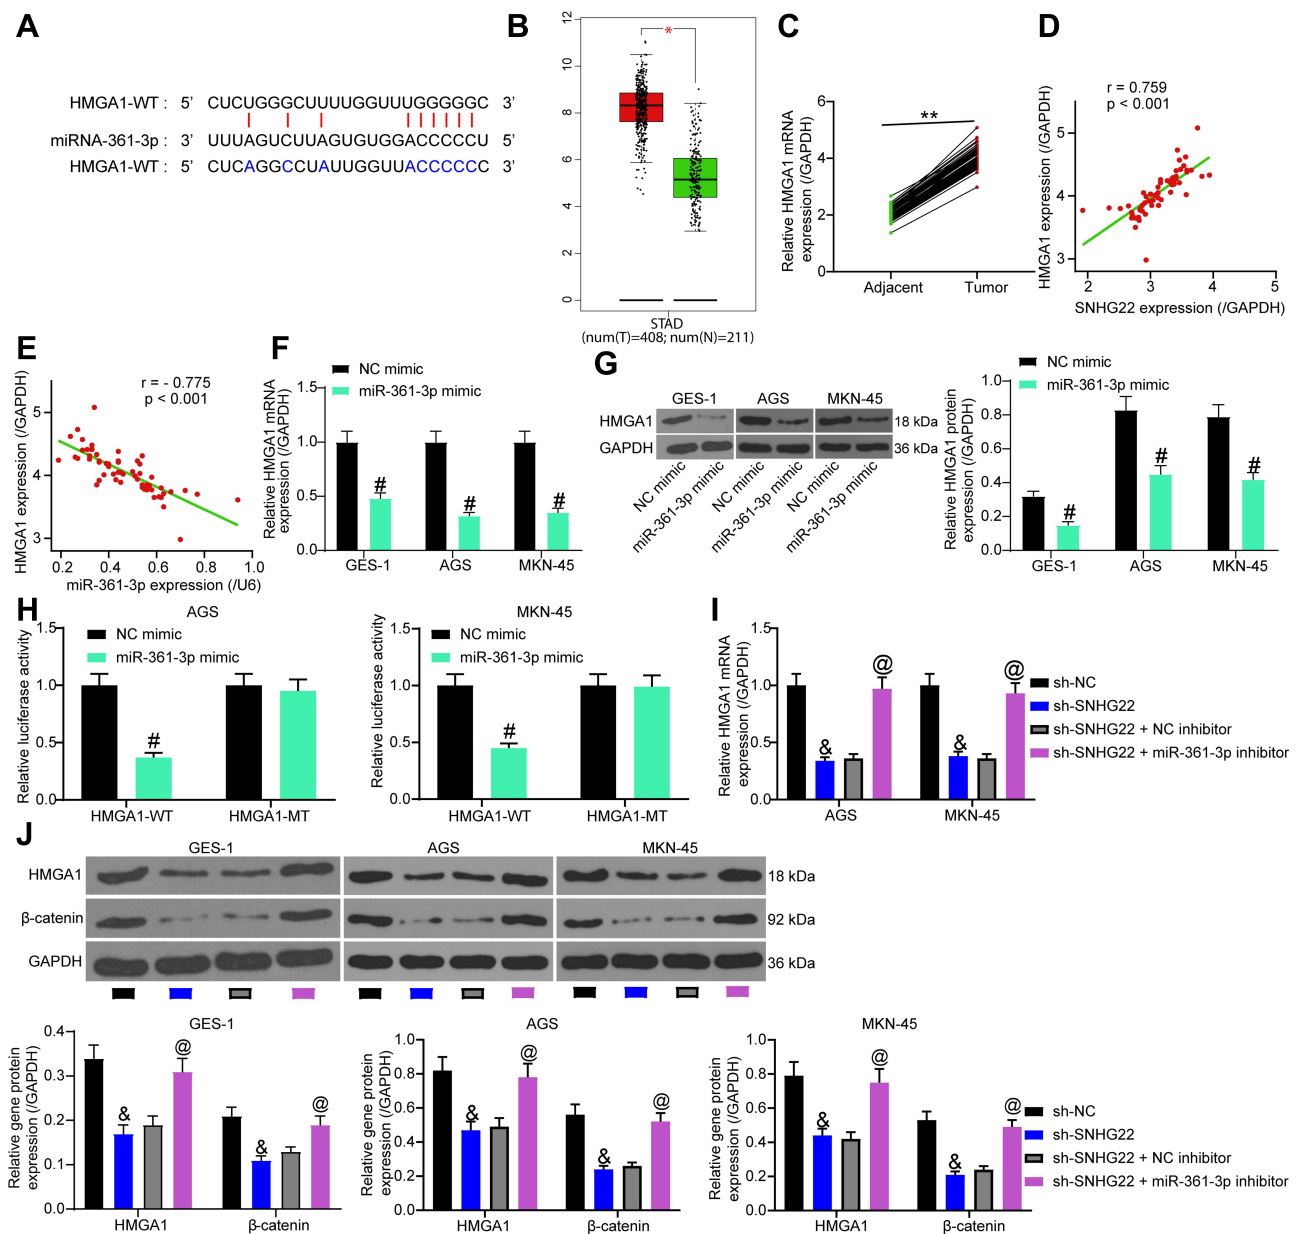 A
HMGA1-WT : 5' CUCUGGGCUUUUGGUUUGGGGGC 3'
miRNA-361-3p : 3' UUUAGUCUUAGUGUGGACCCCCU 5'
HMGA1-WT : 5' CUCAGGCCUAUUGGUUACCCCCC 3'
B
12
10
8
6
4
2
0
*
STAD
(num(T)=408; num(N)=211)
C
Relative HMGA1 mRNA
expression (/GAPDH)
6
4
2
0
**
Adjacent Tumor
D
HMGA1 expression (/GAPDH)
r = 0.759
p < 0.001
5
4
3
2 3 4 5
SNHG22 expression (/GAPDH)
E
HMGA1 expression (/GAPDH)
r = - 0.775
p < 0.001
5
4
3
0.2 0.4 0.6 0.8 1.0
miR-361-3p expression (/U6)
F
NC mimic
miR-361-3p mimic
Relative HMGA1 mRNA
expression (/GAPDH)
1.5
1.0
0.5
0.0
# # #
GES-1 AGS MKN-45
G
GES-1 AGS MKN-45
HMGA1 18 kDa
GAPDH 36 kDa
NC mimic
miR-361-3p mimic
NC mimic
miR-361-3p mimic
NC mimic
miR-361-3p mimic
NC mimic
miR-361-3p mimic
Relative HMGA1 protein
expression (/GAPDH)
1.0
0.8
0.6
0.4
0.2
0.0
# # #
GES-1 AGS MKN-45
H
AGS
NC mimic
miR-361-3p mimic
Relative luciferase activity
1.5
1.0
0.5
0.0
#
HMGA1-WT HMGA1-MT
MKN-45
NC mimic
miR-361-3p mimic
Relative luciferase activity
1.5
1.0
0.5
0.0
#
HMGA1-WT HMGA1-MT
I
Relative HMGA1 mRNA
expression (/GAPDH)
1.5
1.0
0.5
0.0
& @ & @
AGS MKN-45
sh-NC
sh-SNHG22
sh-SNHG22 + NC inhibitor
sh-SNHG22 + miR-361-3p inhibitor
J
GES-1 AGS MKN-45
HMGA1 18 kDa
β-catenin 92 kDa
GAPDH 36 kDa
GES-1
Relative gene protein
expression (/GAPDH)
0.4
0.3
0.2
0.1
0.0
& @ & @
HMGA1 β-catenin
AGS
Relative gene protein
expression (/GAPDH)
1.0
0.8
0.6
0.4
0.2
0.0
& @ & @
HMGA1 β-catenin
MKN-45
Relative gene protein
expression (/GAPDH)
1.0
0.8
0.6
0.4
0.2
0.0
& @ & @
HMGA1 β-catenin
sh-NC
sh-SNHG22
sh-SNHG22 + NC inhibitor
sh-SNHG22 + miR-361-3p inhibitor